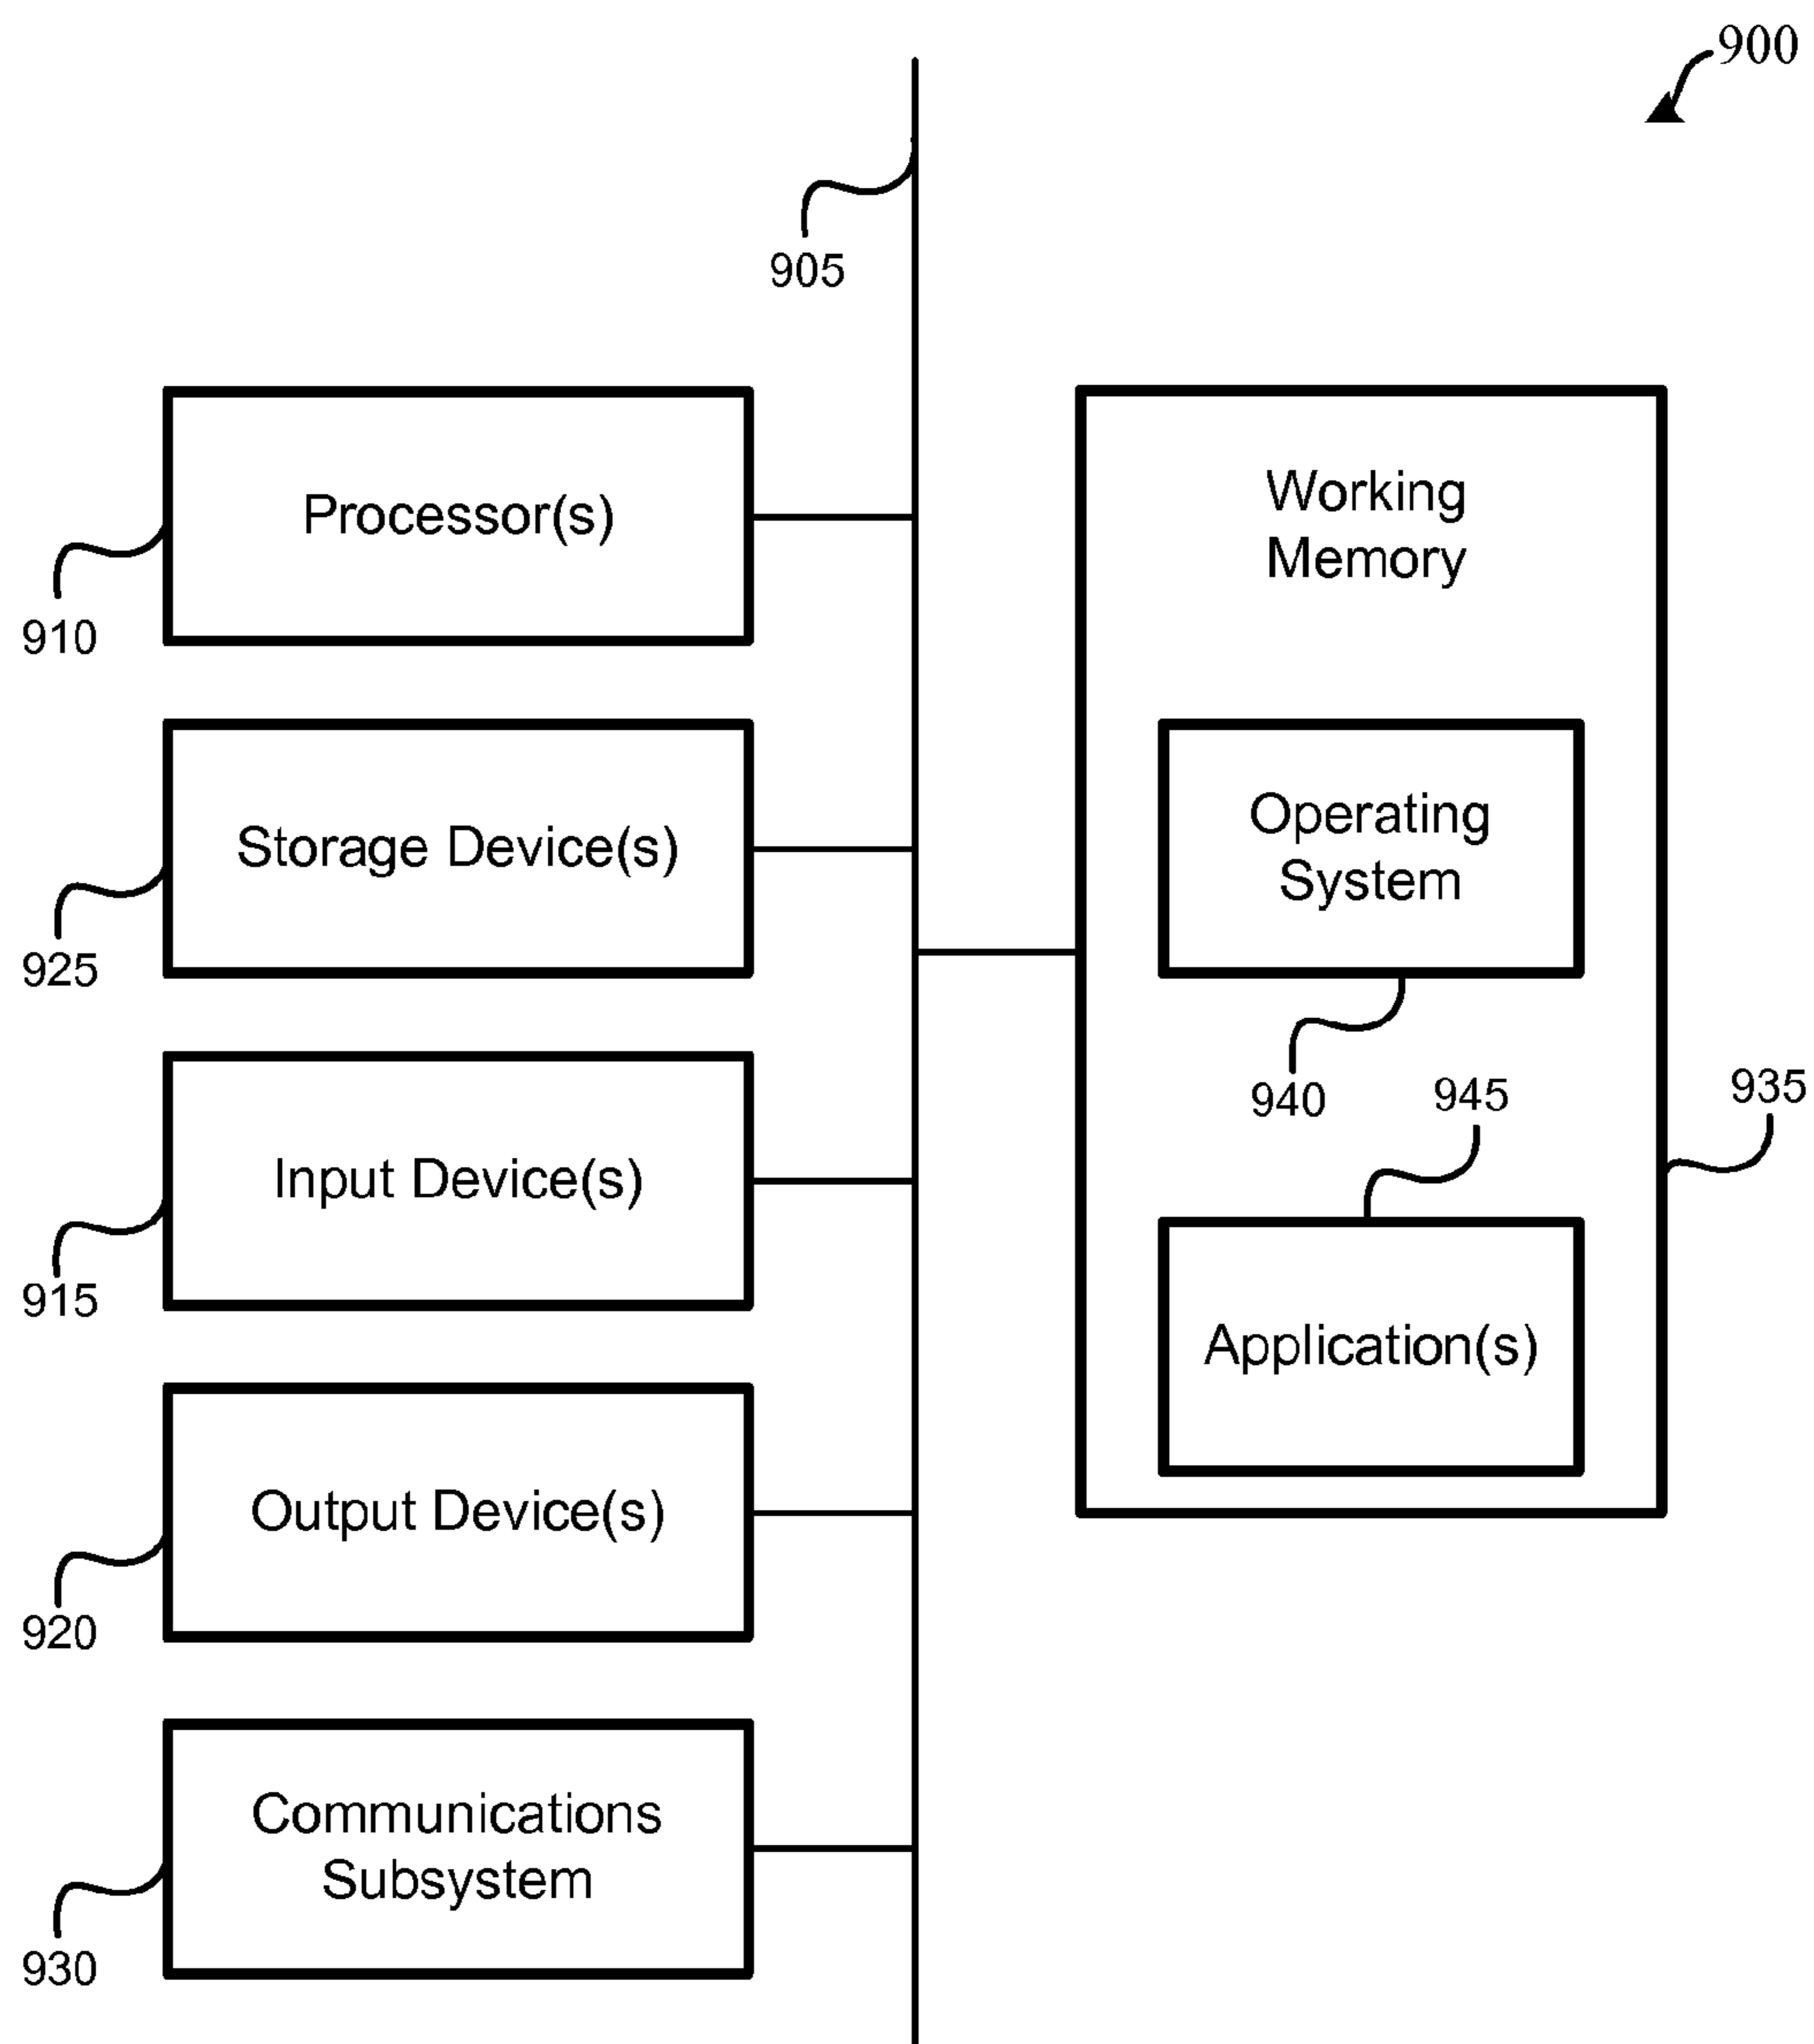 900
905
Processor(s)
910
Storage Device(s)
925
Input Device(s)
915
Output Device(s)
920
Communications
Subsystem
930
Working
Memory
Operating
System
940
945
935
Application(s)